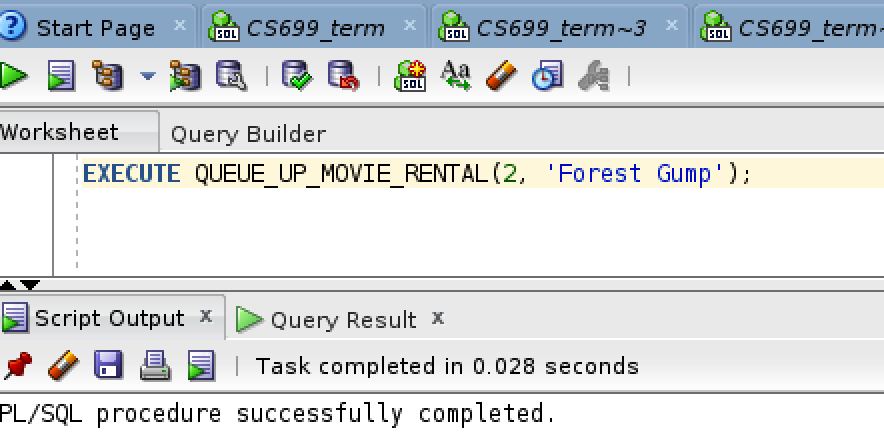 Start Page CS699_term CS699_term~3 CS699_term~
Worksheet Query Builder
EXECUTE QUEUE_UP_MOVIE_RENTAL(2, 'Forest Gump');
Script Output x Query Result x
Task completed in 0.028 seconds
PL/SQL procedure successfully completed.